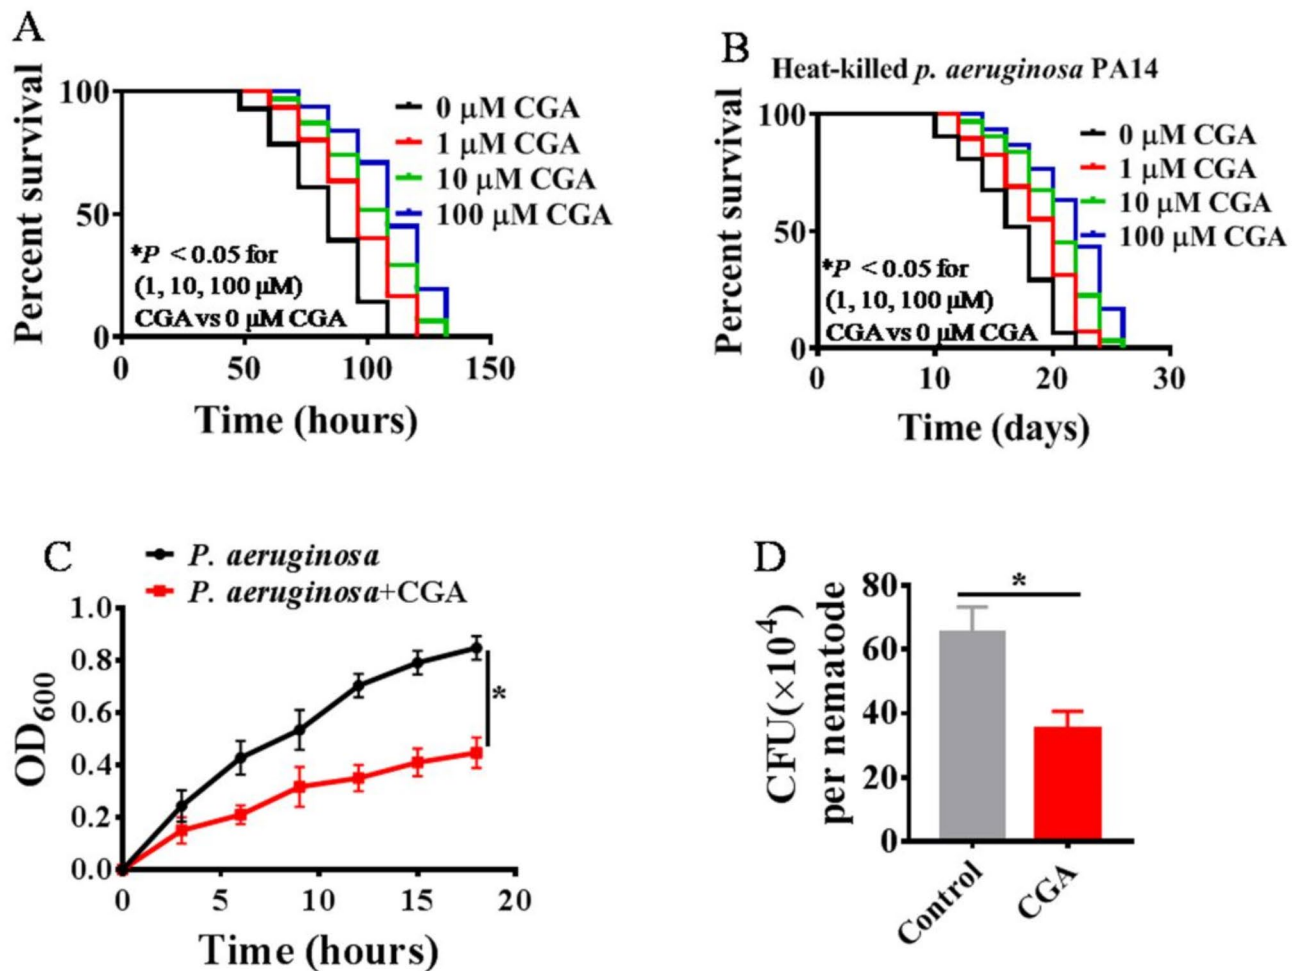 A
Percent survival
100
50
0
0 50 100 150
Time (hours)
0 μM CGA
1 μM CGA
10 μM CGA
100 μM CGA
*P < 0.05 for
(1, 10, 100 μM)
CGA vs 0 μM CGA
B
Heat-killed p. aeruginosa PA14
Percent survival
100
50
0
0 10 20 30
Time (days)
0 μM CGA
1 μM CGA
10 μM CGA
100 μM CGA
*P < 0.05 for
(1, 10, 100 μM)
CGA vs 0 μM CGA
C
P. aeruginosa
P. aeruginosa+CGA
OD600
1.0
0.8
0.6
0.4
0.2
0.0
0 5 10 15 20
Time (hours)
*
D
CFU(×10⁴)
per nematode
80
60
40
20
0
*
Control
CGA